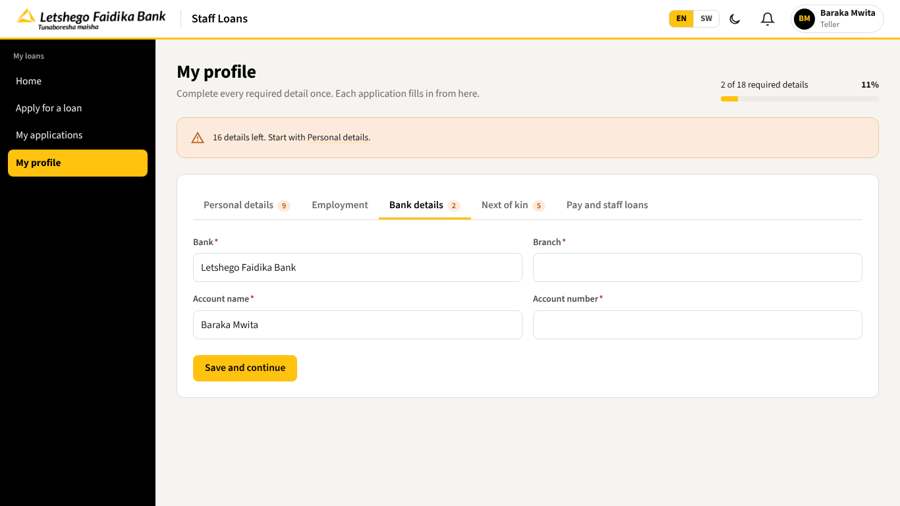 Letshego Faidika Bank
Tunaboresha maisha
Staff Loans
EN SW
BM
Baraka Mwita
Teller
My loans
Home
Apply for a loan
My applications
My profile
My profile
Complete every required detail once. Each application fills in from here.
2 of 18 required details 11%
16 details left. Start with Personal details.
Personal details 9 Employment Bank details 2 Next of kin 5 Pay and staff loans
Bank* Branch*
Letshego Faidika Bank
Account name* Account number*
Baraka Mwita
Save and continue